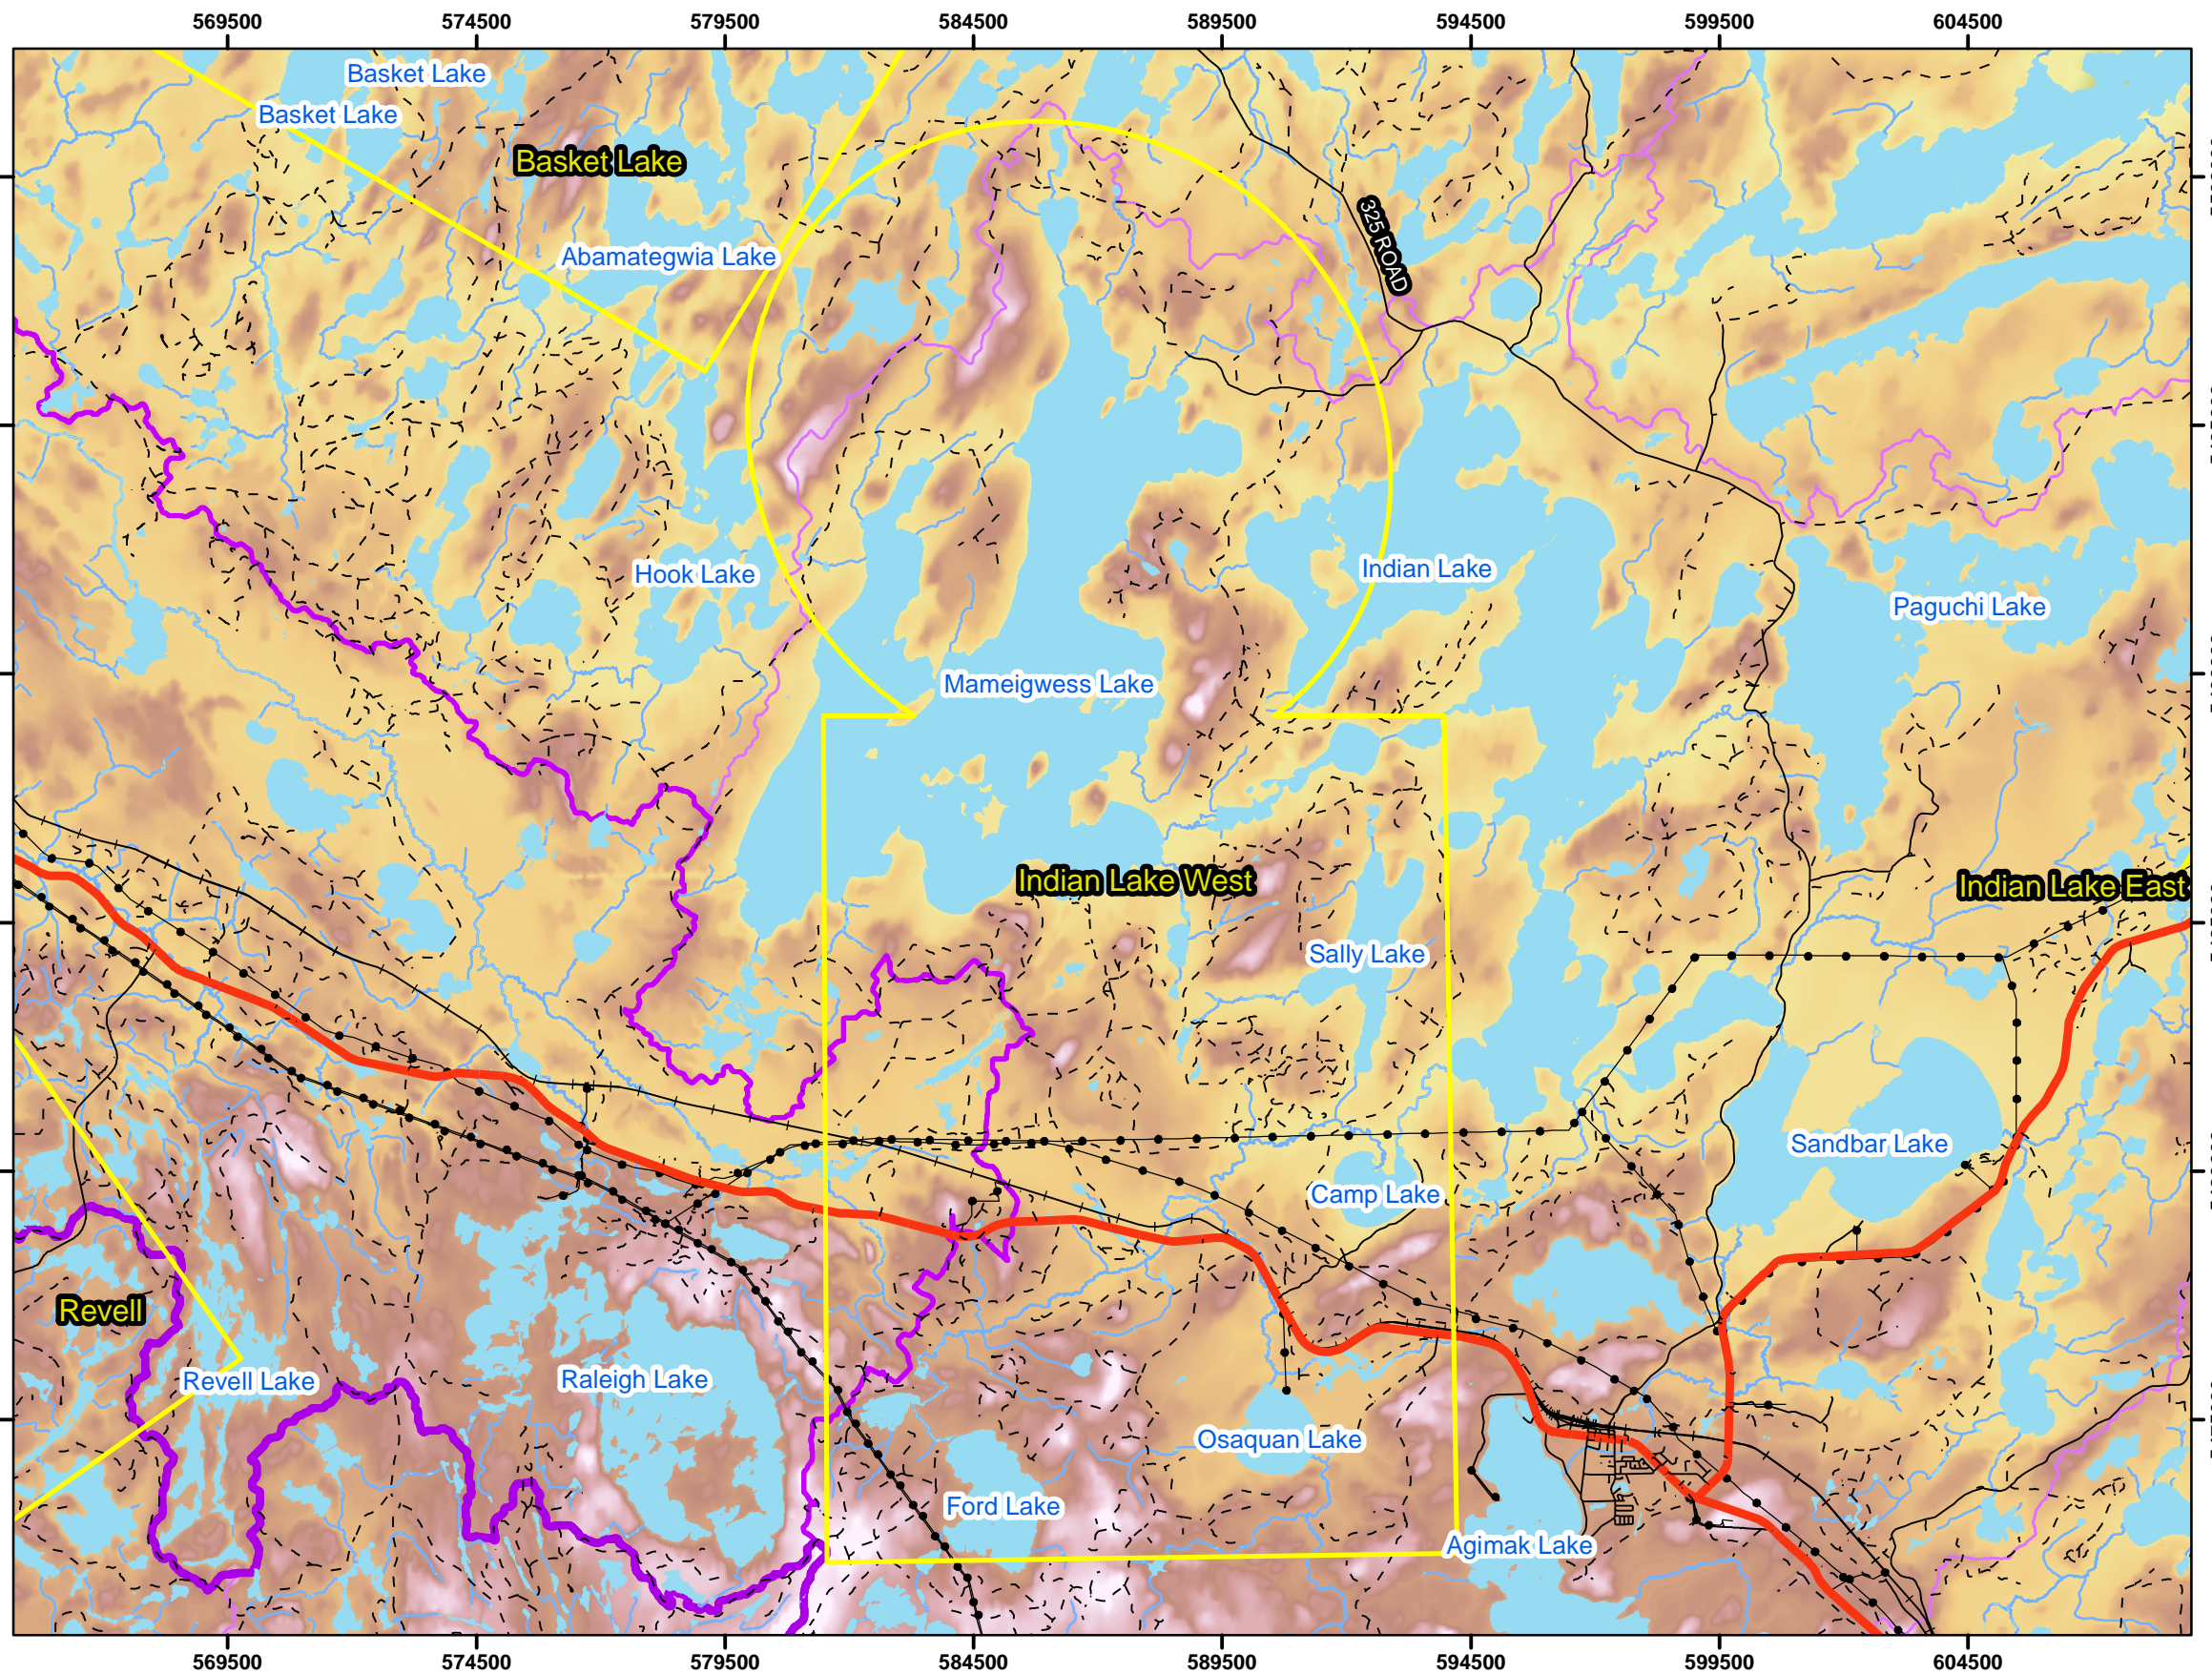 569500 574500 579500 584500 589500 594500 599500 604500
Basket Lake
Basket Lake
Basket Lake
325 ROAD
Abamategwia Lake
Hook Lake
Indian Lake
Paguchi Lake
Mameigwess Lake
Indian Lake West
Indian Lake East
Sally Lake
Sandbar Lake
Camp Lake
Revell
Revell Lake
Raleigh Lake
Osaquan Lake
Ford Lake
Agimak Lake
569500 574500 579500 584500 589500 594500 599500 604500